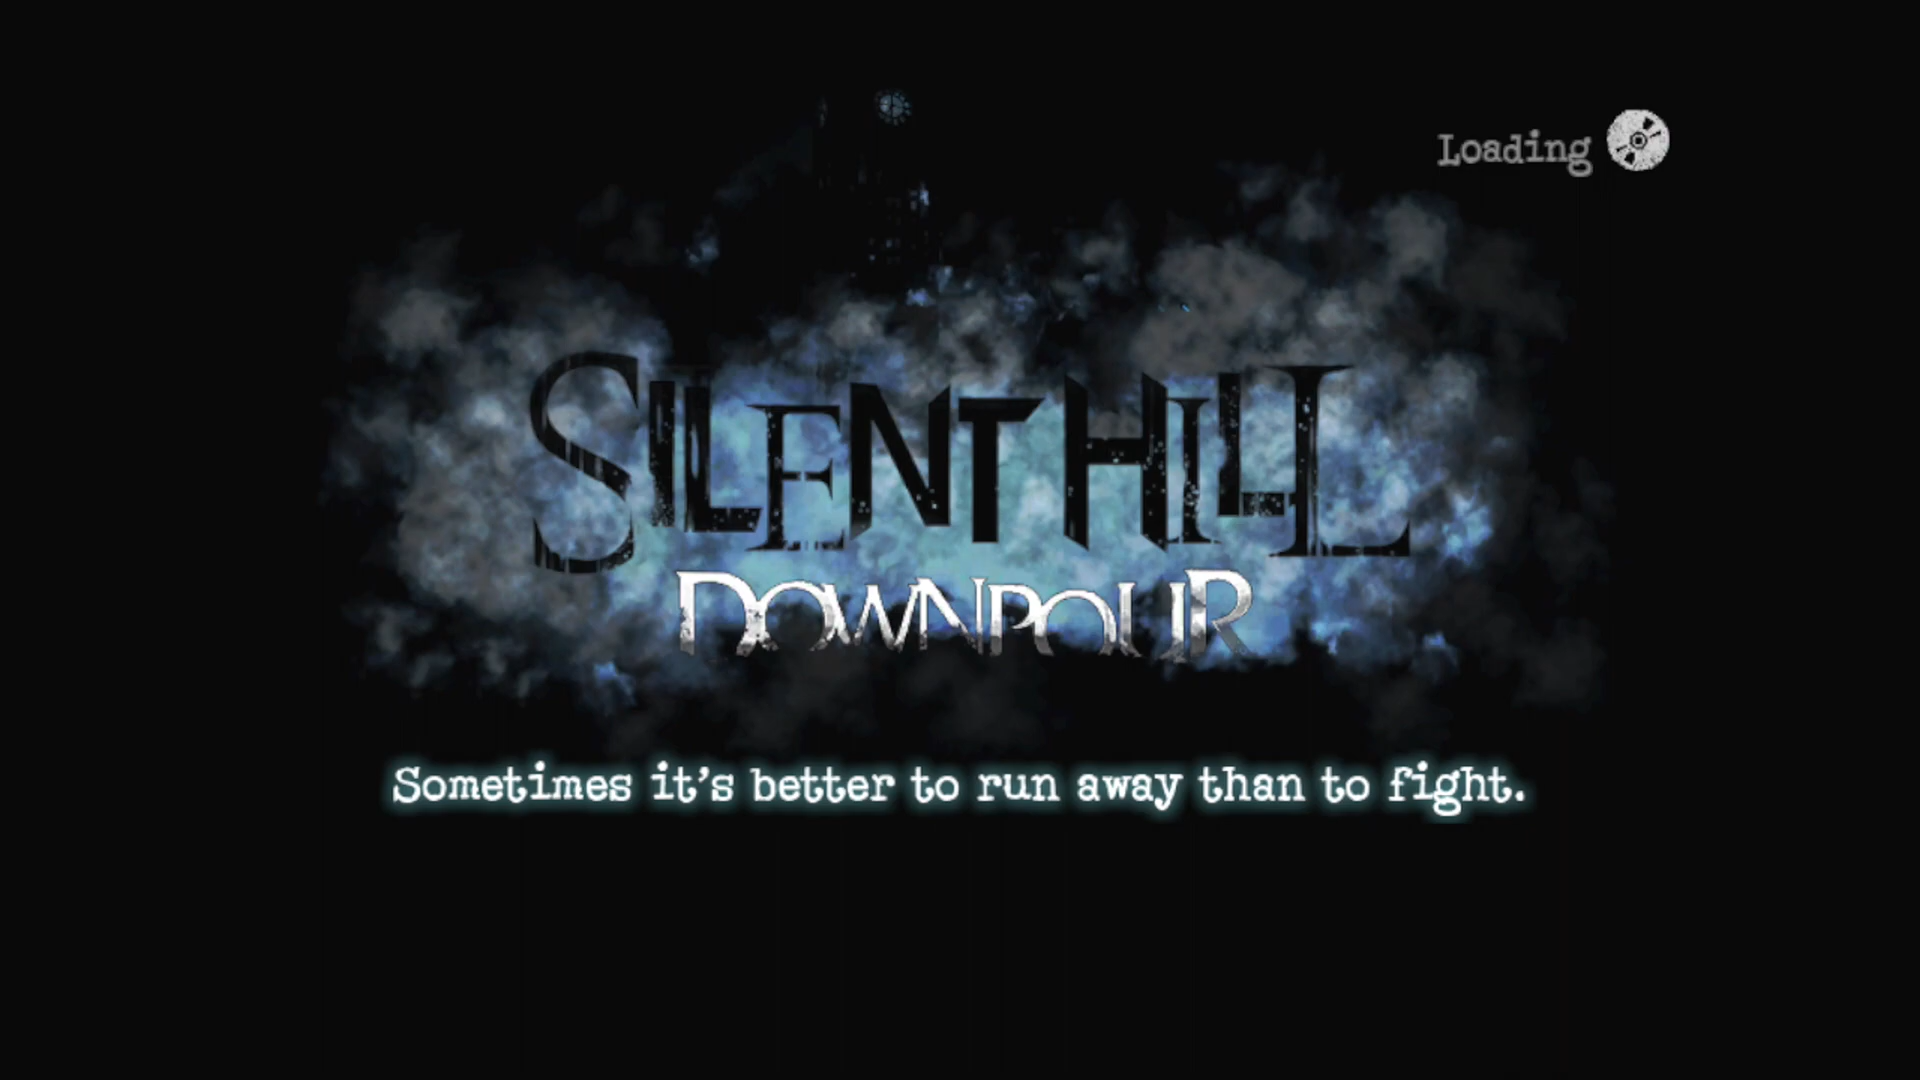 Loading
SILENT HILL
DOWNPOUR
Sometimes it's better to run away than to fight.